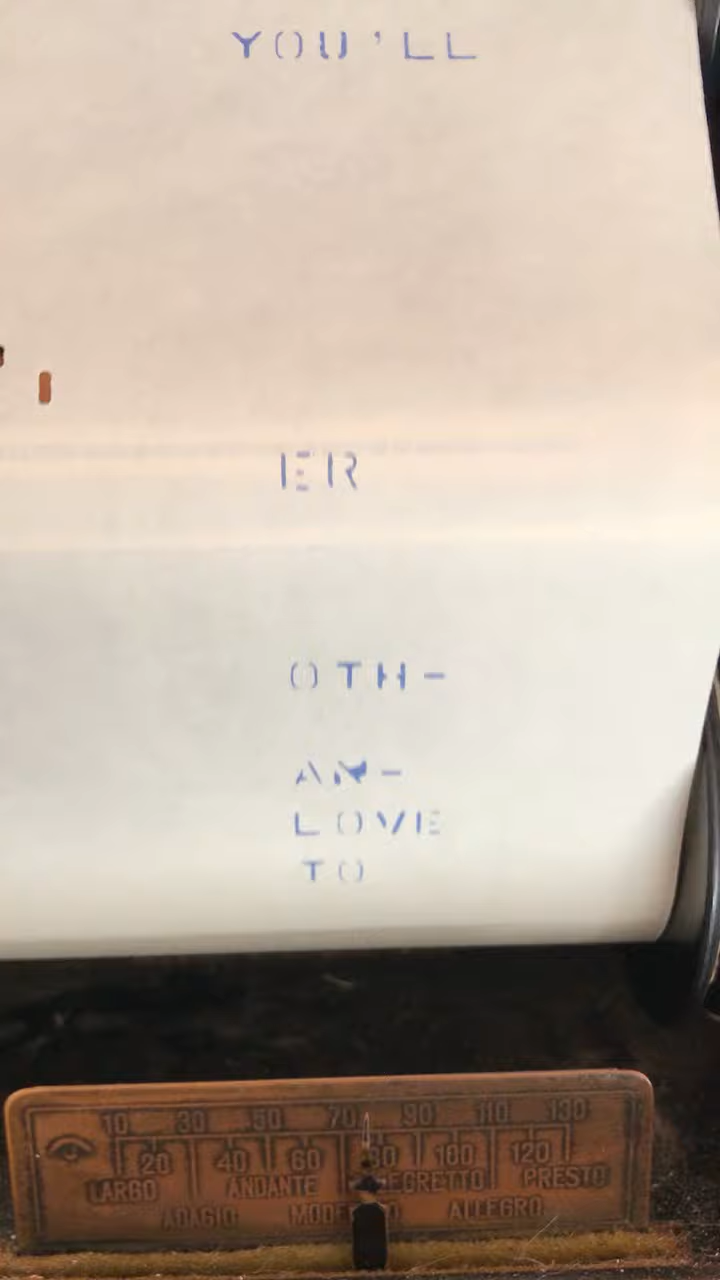 YOU'LL
ER
OTH-
AN-
LOVE
TO
10 30 50 70 90 110 130
20 40 60 80 100 120
LARGO ANDANTE PRESTO
ADAGIO ALLEGRO